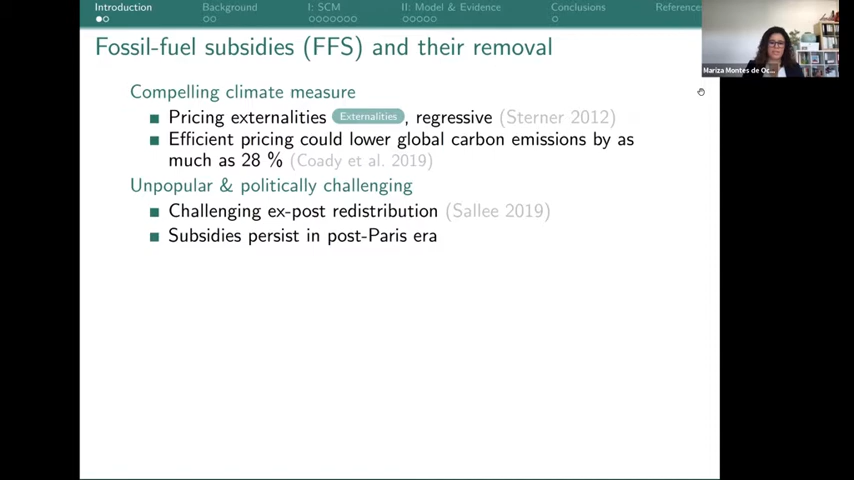 Introduction Background I: SCM II: Model & Evidence Conclusions Reference
Fossil-fuel subsidies (FFS) and their removal
Mariza Montes de Oc...
Compelling climate measure
Pricing externalities Externalities , regressive (Sterner 2012)
Efficient pricing could lower global carbon emissions by as
much as 28 % (Coady et al. 2019)
Unpopular & politically challenging
Challenging ex-post redistribution (Sallee 2019)
Subsidies persist in post-Paris era